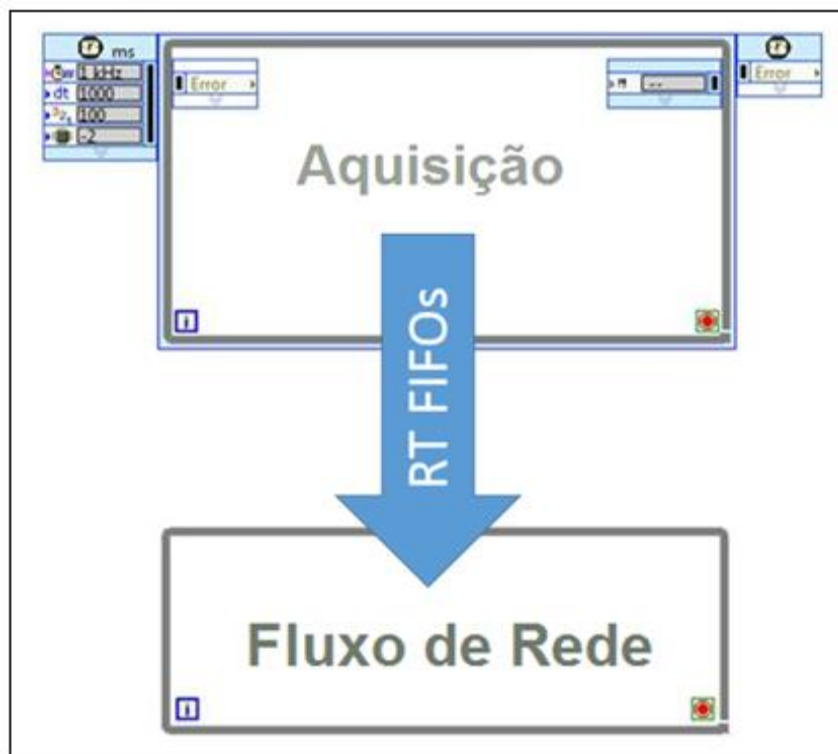 ms
Error
Error
1 kHz
dt 1000
100
-2
Aquisição
i
RT FIFOs
Fluxo de Rede
i